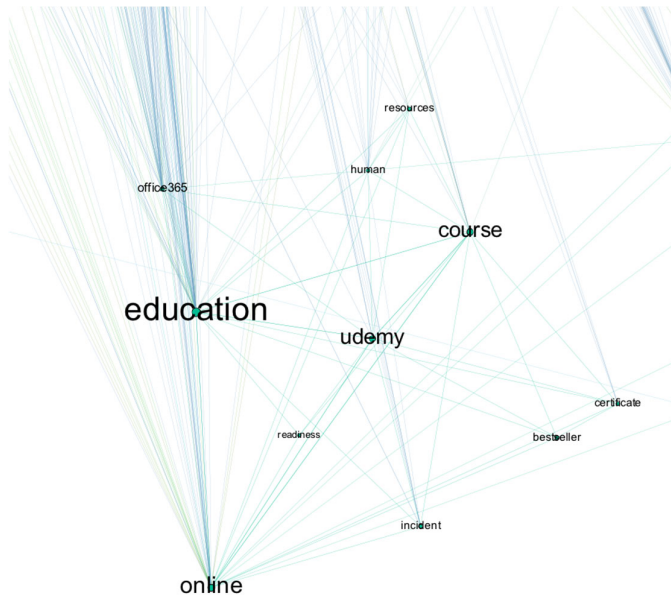 resources
human
office365
course
education
udemy
certificate
readiness
bestseller
incident
online